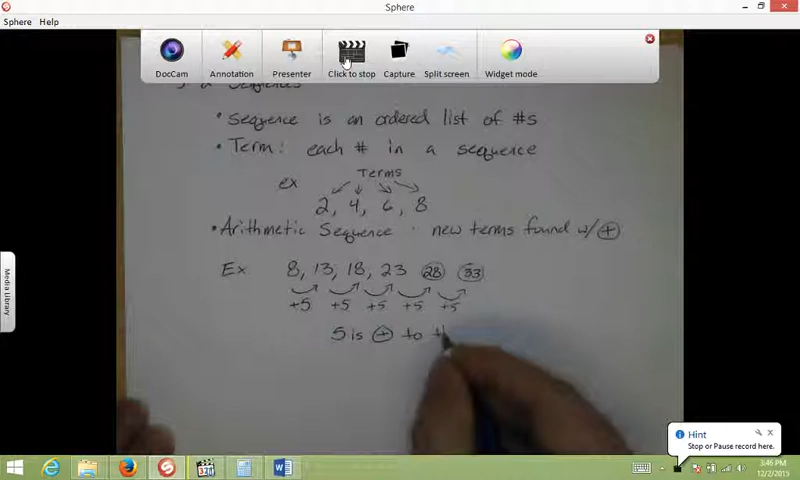 Sphere
Sphere Help
DocCam Annotation Presenter Click to stop Capture Split screen Widget mode
Sequences
• Sequence is an ordered list of #s
• Term: each # in a sequence
Terms
ex
2, 4, 6, 8
• Arithmetic Sequence : new terms found w/ +
Ex 8, 13, 18, 23 28 33
+5 +5 +5 +5 +5
5 is + to t
Media Library
Hint
Stop or Pause record here.
3:46 PM
12/2/2015